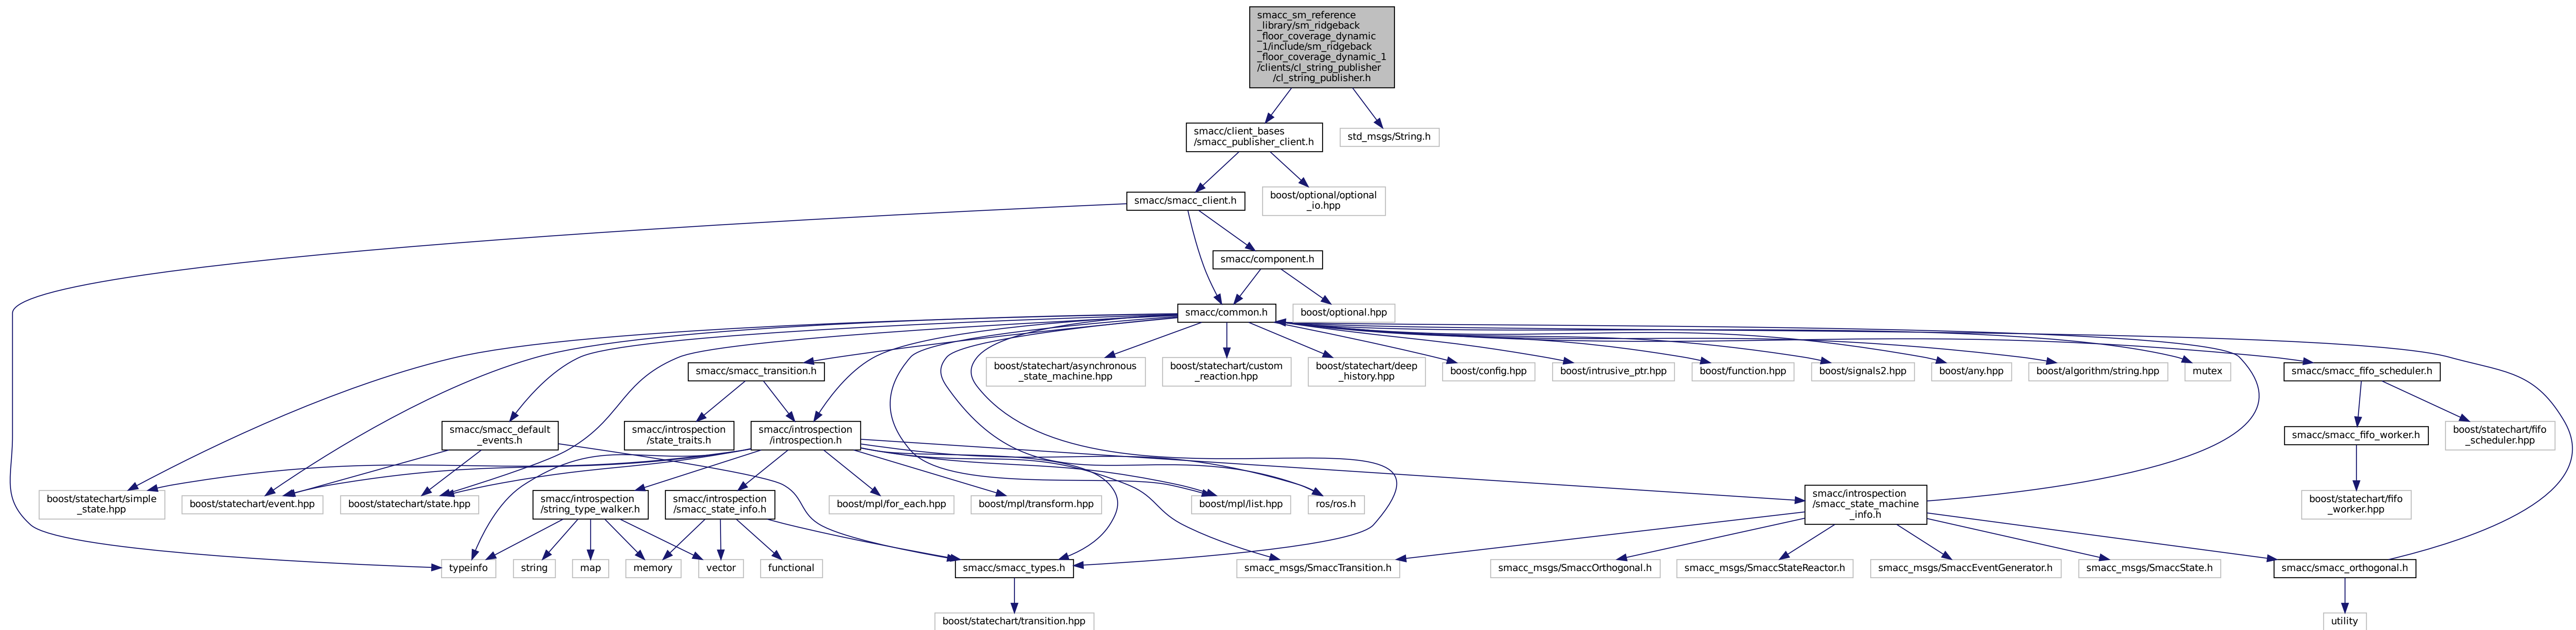 smacc_sm_reference
_library/sm_ridgeback
_floor_coverage_dynamic
_1/include/sm_ridgeback
_floor_coverage_dynamic_1
/clients/cl_string_publisher
/cl_string_publisher.h
smacc/client_bases
/smacc_publisher_client.h
std_msgs/String.h
smacc/smacc_client.h
boost/optional/optional
_io.hpp
smacc/component.h
smacc/common.h
boost/optional.hpp
smacc/smacc_transition.h
boost/statechart/asynchronous
_state_machine.hpp
boost/statechart/custom
_reaction.hpp
boost/statechart/deep
_history.hpp
boost/config.hpp
boost/intrusive_ptr.hpp
boost/function.hpp
boost/signals2.hpp
boost/any.hpp
boost/algorithm/string.hpp
mutex
smacc/smacc_fifo_scheduler.h
smacc/smacc_default
_events.h
smacc/introspection
/state_traits.h
smacc/introspection
/introspection.h
smacc/smacc_fifo_worker.h
boost/statechart/fifo
_scheduler.hpp
boost/statechart/simple
_state.hpp
boost/statechart/event.hpp
boost/statechart/state.hpp
smacc/introspection
/string_type_walker.h
smacc/introspection
/smacc_state_info.h
boost/mpl/for_each.hpp
boost/mpl/transform.hpp
boost/mpl/list.hpp
ros/ros.h
smacc/introspection
/smacc_state_machine
_info.h
boost/statechart/fifo
_worker.hpp
typeinfo
string
map
memory
vector
functional
smacc/smacc_types.h
smacc_msgs/SmaccTransition.h
smacc_msgs/SmaccOrthogonal.h
smacc_msgs/SmaccStateReactor.h
smacc_msgs/SmaccEventGenerator.h
smacc_msgs/SmaccState.h
smacc/smacc_orthogonal.h
boost/statechart/transition.hpp
utility